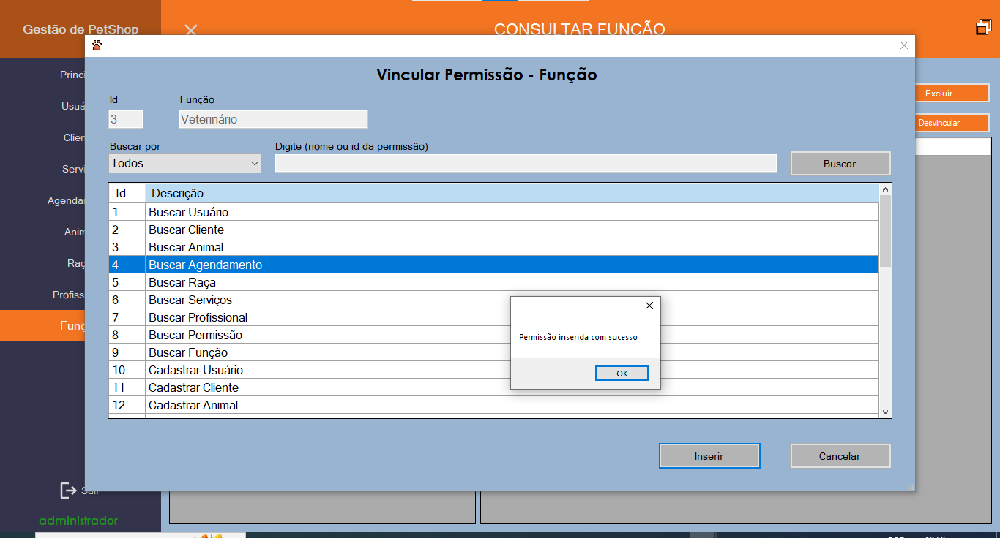 Gestão de PetShop
CONSULTAR FUNÇÃO
Vincular Permissão - Função
Id
Função
3
Veterinário
Buscar por
Digite (nome ou id da permissão)
Todos
Buscar
Id Descrição
1 Buscar Usuário
2 Buscar Cliente
3 Buscar Animal
4 Buscar Agendamento
5 Buscar Raça
6 Buscar Serviços
7 Buscar Profissional
8 Buscar Permissão
9 Buscar Função
10 Cadastrar Usuário
11 Cadastrar Cliente
12 Cadastrar Animal
Permissão inserida com sucesso
OK
Inserir
Cancelar
Excluir
Desvincular
Princi
Usuá
Clien
Servi
Agenda
Anim
Raç
Profiss
Funç
Sair
administrador